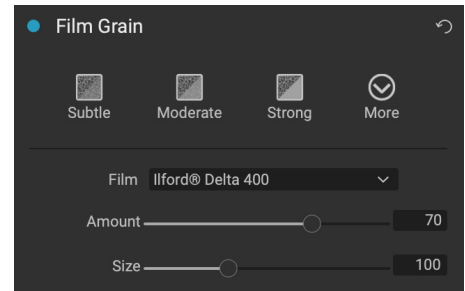 Film Grain
Subtle Moderate Strong More
Film Ilford® Delta 400
Amount 70
Size 100